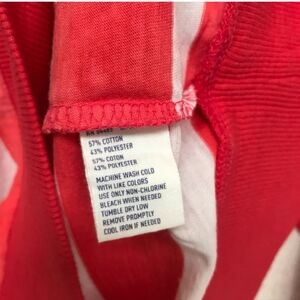 57% COTTON
43% POLYESTER
57% COTON
43% POLYESTER
MACHINE WASH COLD
WITH LIKE COLORS
USE ONLY NON-CHLORINE
BLEACH WHEN NEEDED
TUMBLE DRY LOW
REMOVE PROMPTLY
COOL IRON IF NEEDED